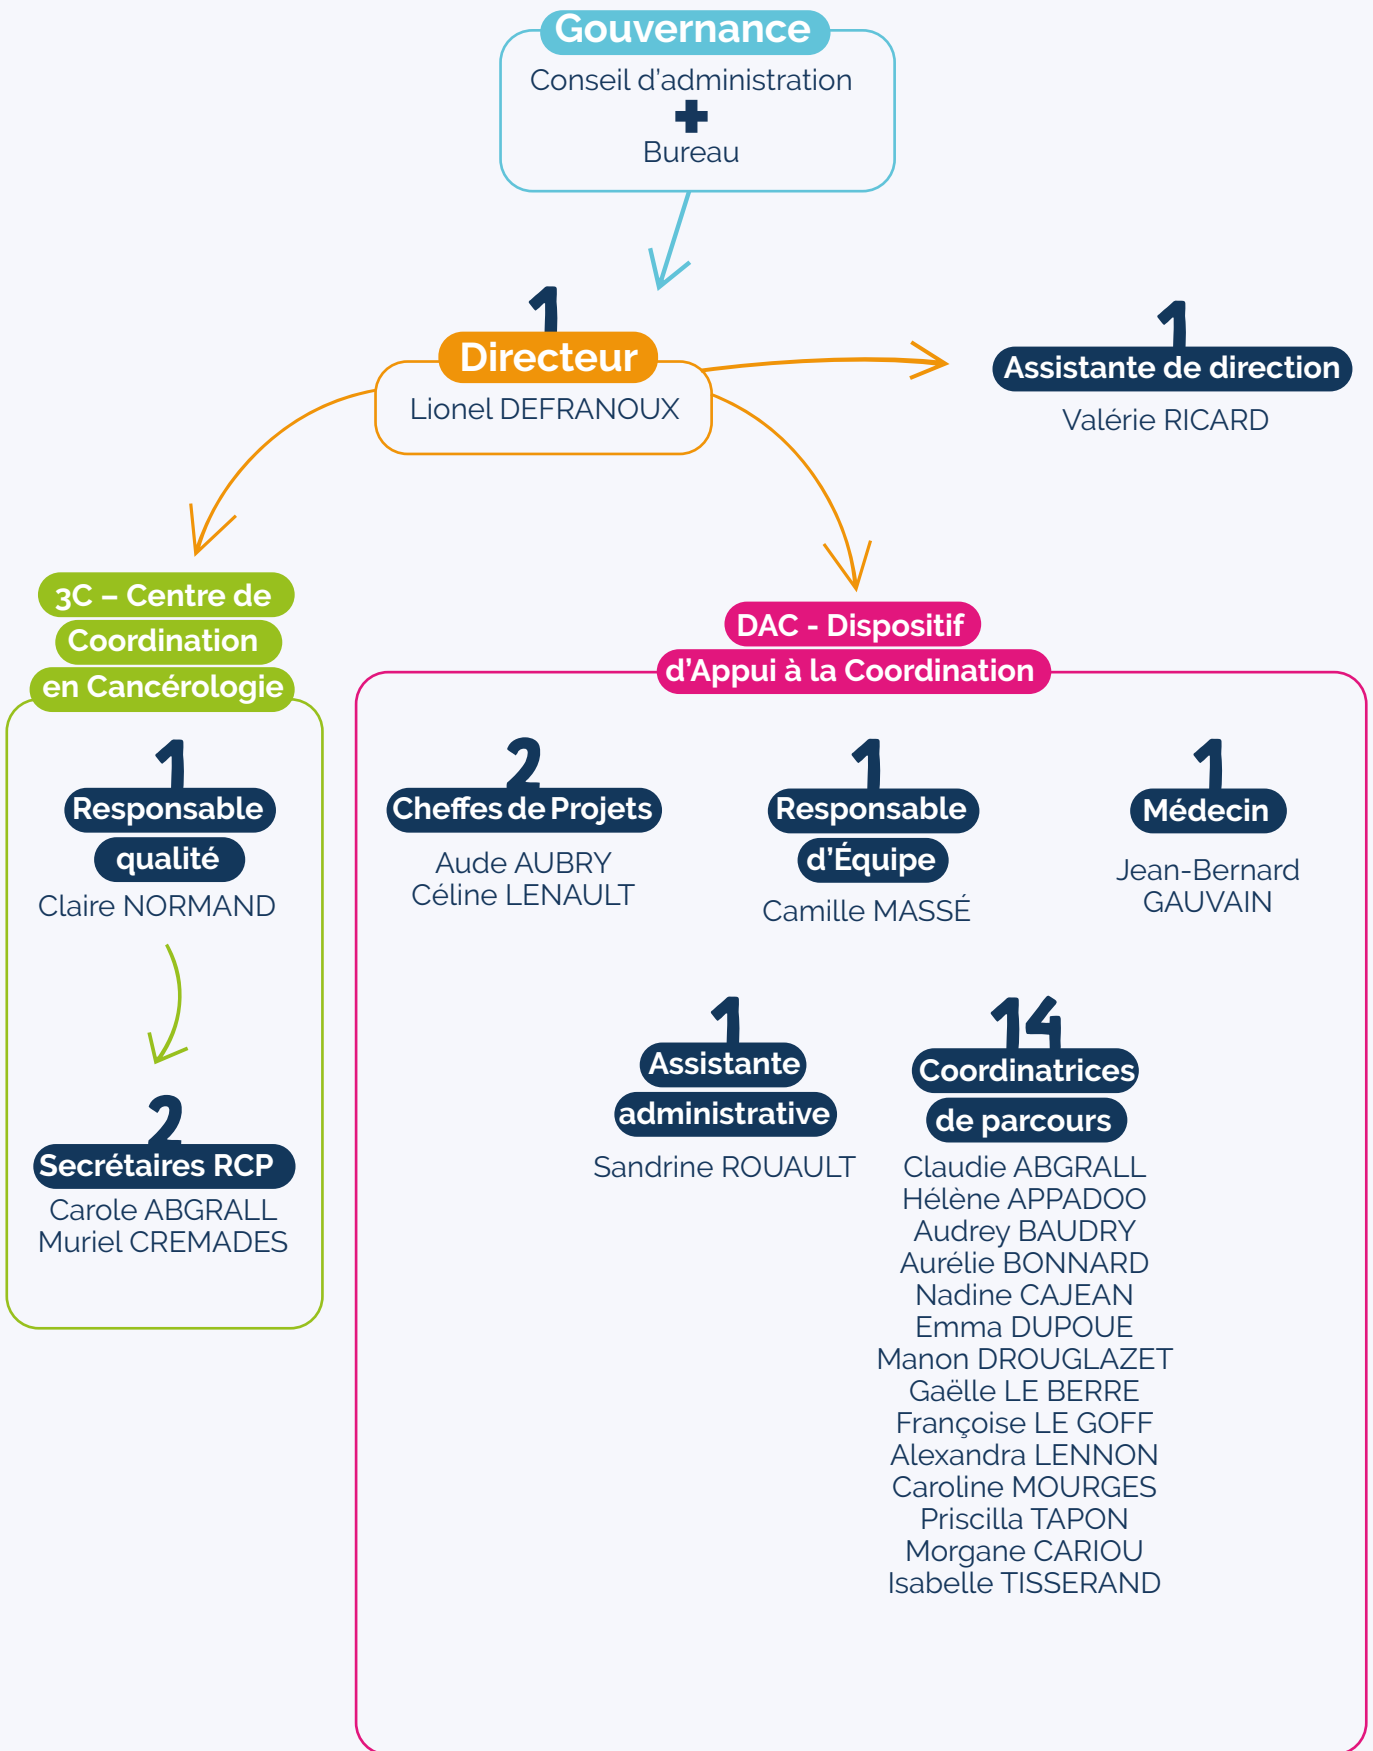 Gouvernance
Conseil d'administration
+
Bureau
1
Directeur
Lionel DEFRANOUX
1
Assistante de direction
Valérie RICARD
3C – Centre de
Coordination
en Cancérologie
1
Responsable
qualité
Claire NORMAND
2
Secrétaires RCP
Carole ABGRALL
Muriel CREMADES
DAC - Dispositif
d'Appui à la Coordination
2
Cheffes de Projets
Aude AUBRY
Céline LENAULT
1
Responsable
d'Équipe
Camille MASSÉ
1
Médecin
Jean-Bernard
GAUVAIN
1
Assistante
administrative
Sandrine ROUAULT
14
Coordinatrices
de parcours
Claudie ABGRALL
Hélène APPADOO
Audrey BAUDRY
Aurélie BONNARD
Nadine CAJEAN
Emma DUPOUE
Manon DROUGLAZET
Gaëlle LE BERRE
Françoise LE GOFF
Alexandra LENNON
Caroline MOURGES
Priscilla TAPON
Morgane CARIOU
Isabelle TISSERAND